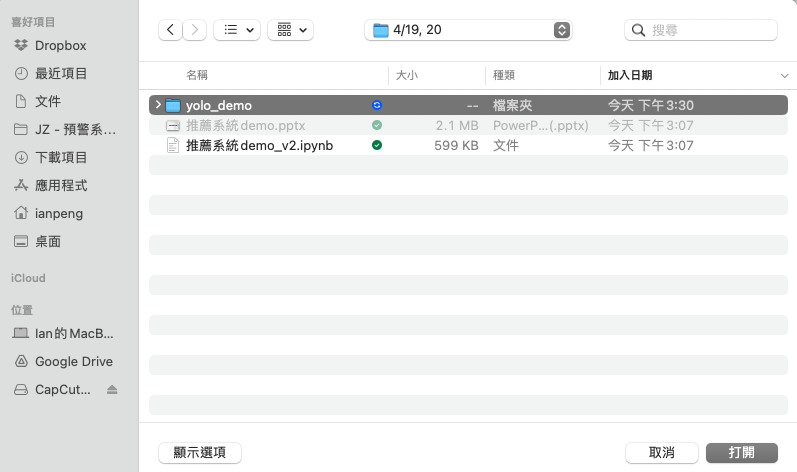 喜好項目
Dropbox
最近項目
文件
JZ - 預警系...
下載項目
應用程式
ianpeng
桌面
iCloud
位置
Ian的MacB...
Google Drive
CapCut...
4/19, 20
搜尋
名稱 大小 種類 加入日期
yolo_demo -- 檔案夾 今天 下午3:30
推薦系統demo.pptx 2.1 MB PowerP...(.pptx) 今天 下午3:07
推薦系統demo_v2.ipynb 599 KB 文件 今天 下午3:07
顯示選項 取消 打開